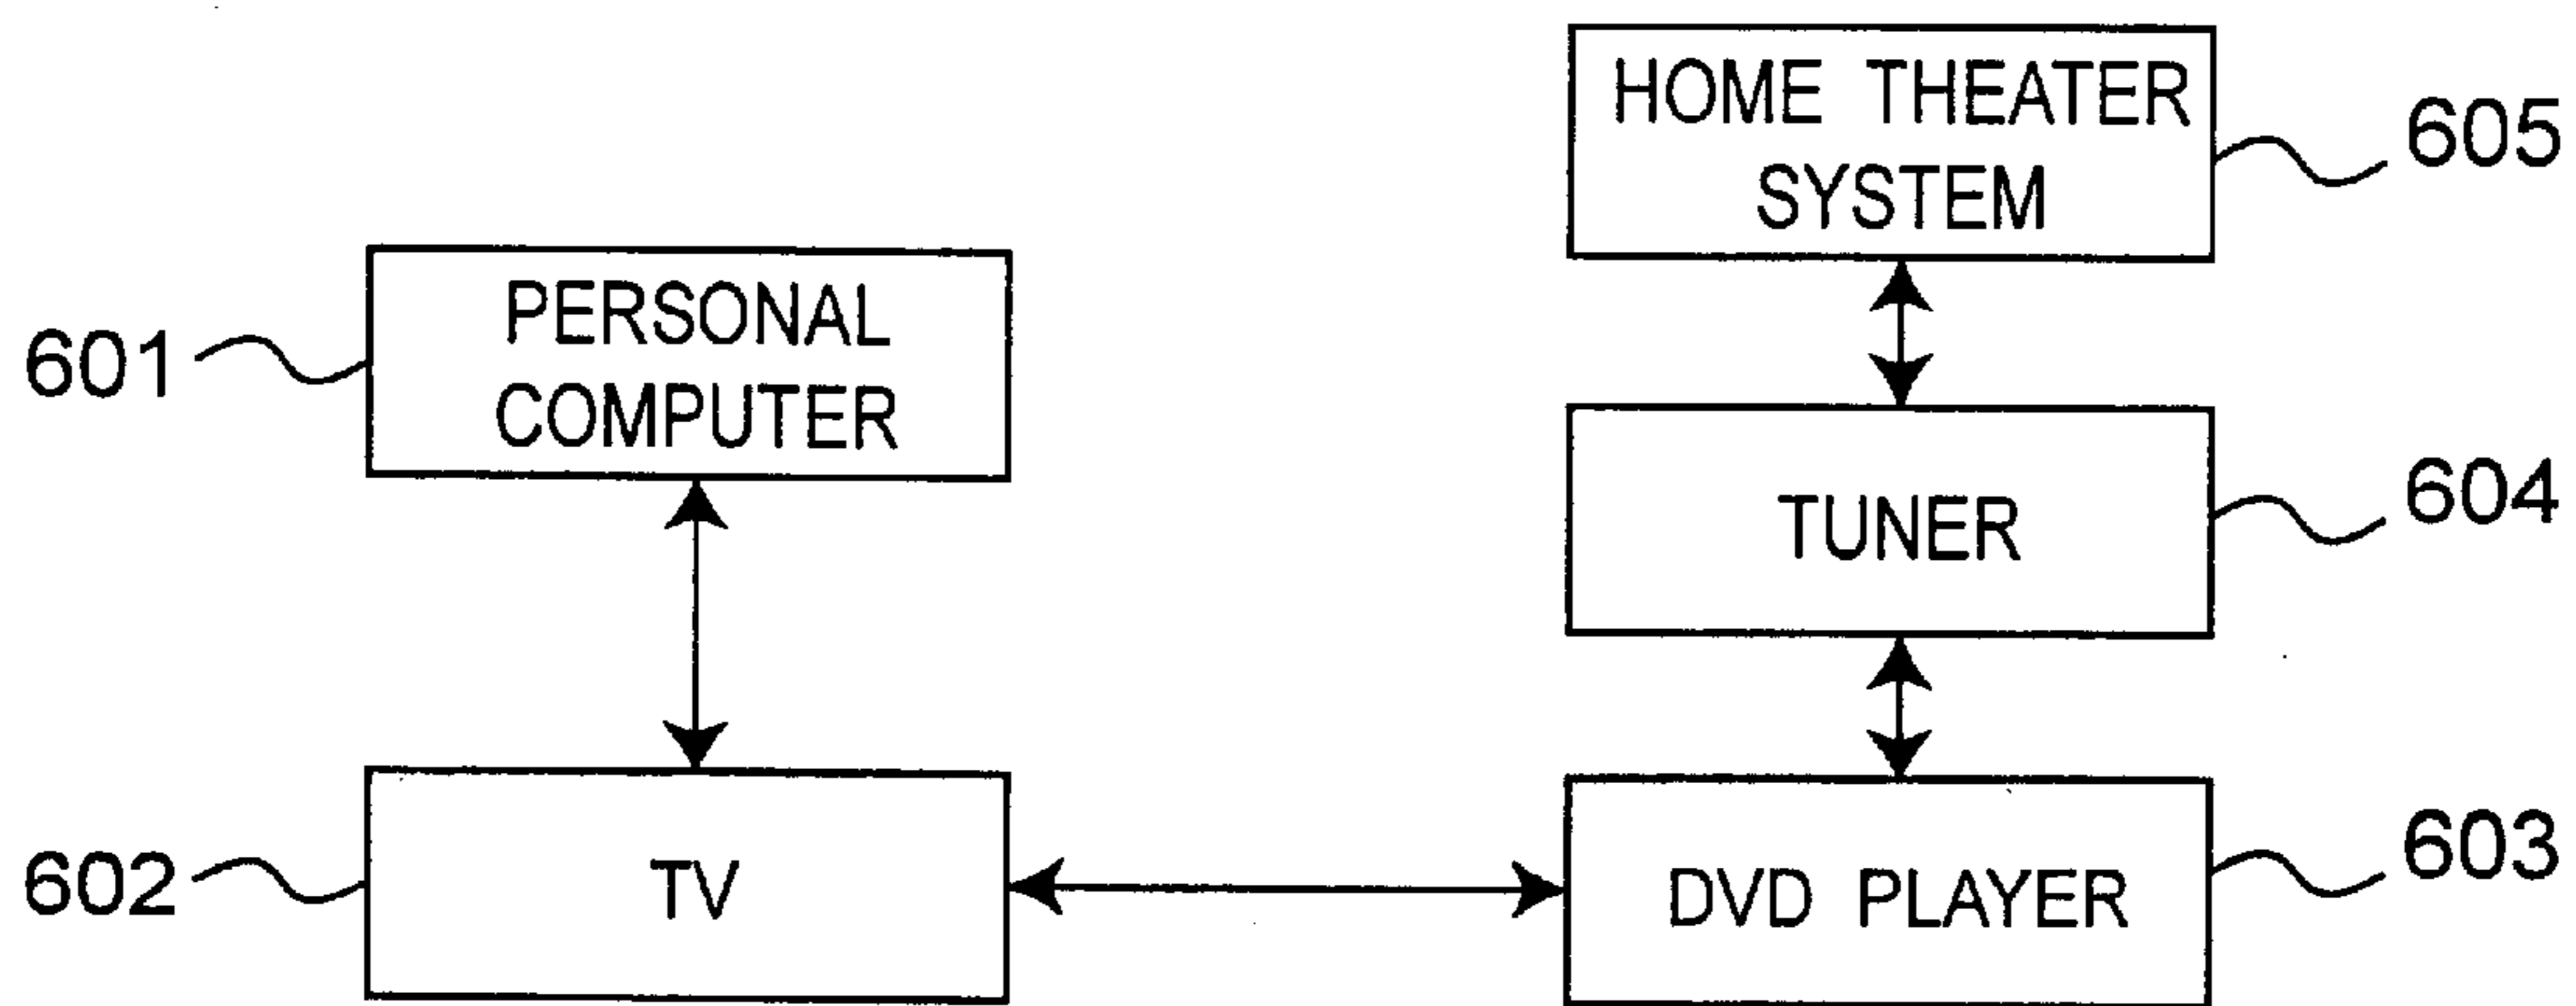 HOME THEATER
SYSTEM
605
PERSONAL
COMPUTER
601
TUNER
604
TV
602
DVD PLAYER
603